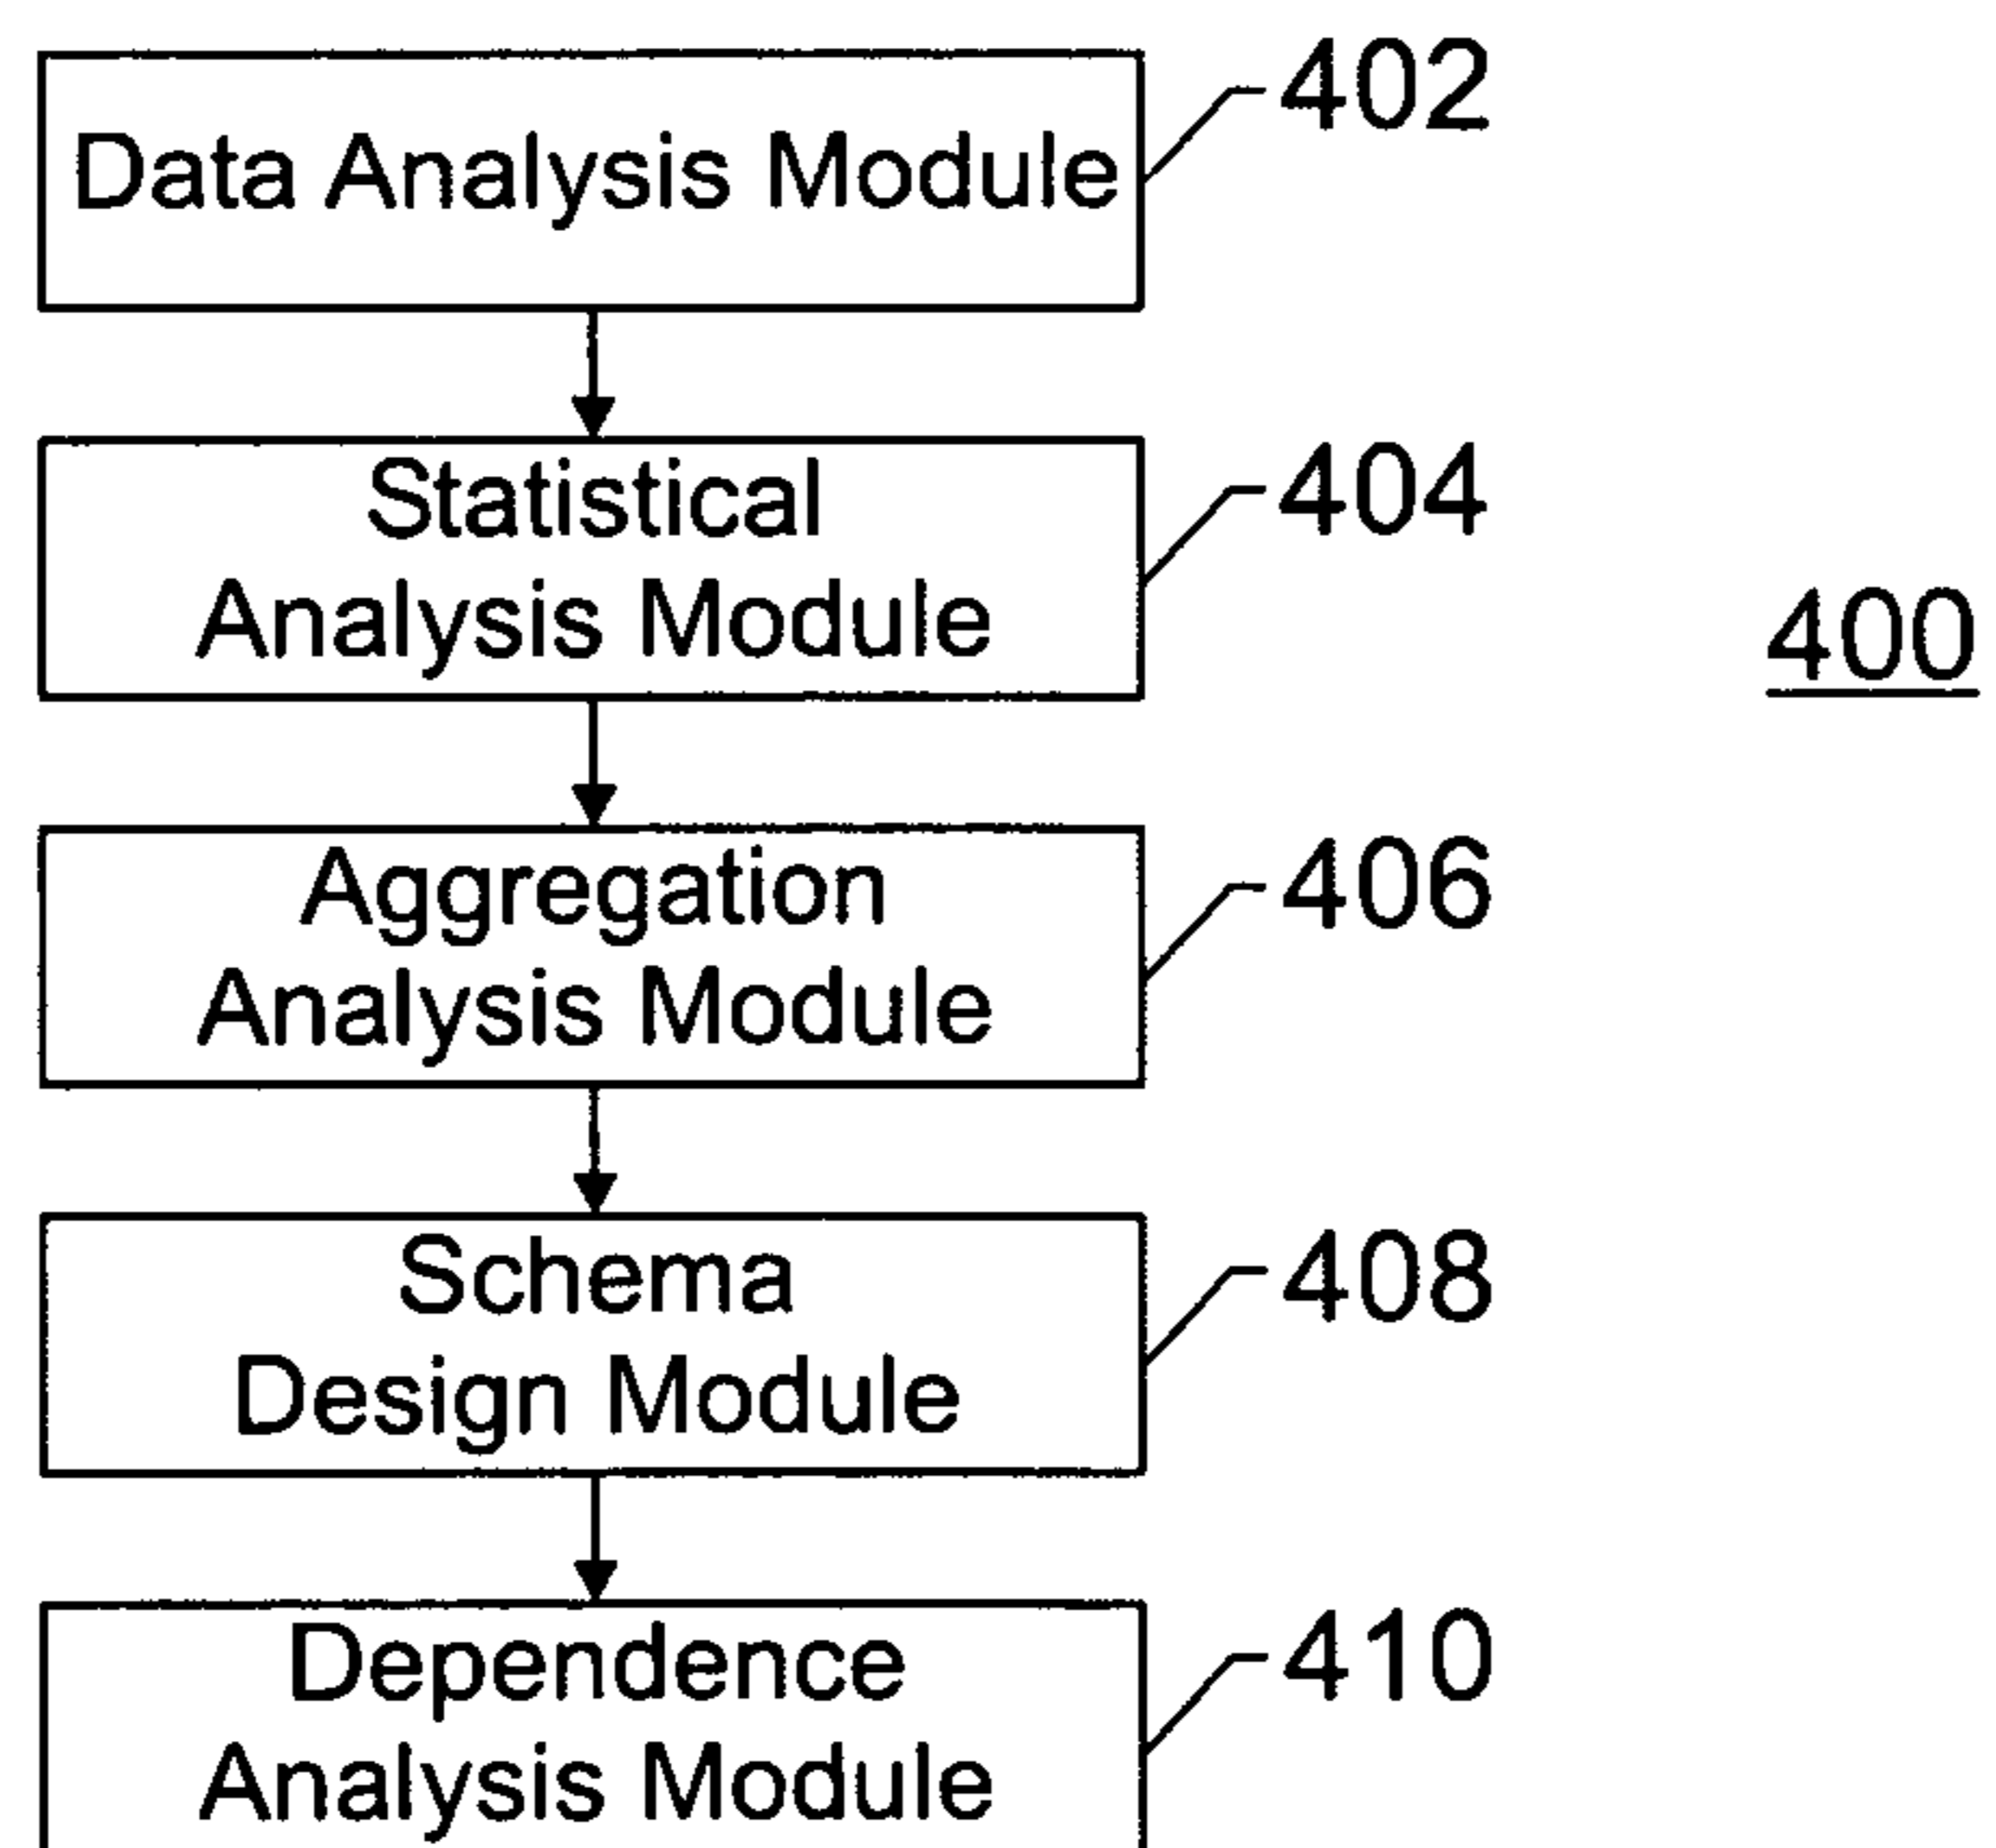 402
Data Analysis Module
404
Statistical
Analysis Module
400
406
Aggregation
Analysis Module
408
Schema
Design Module
410
Dependence
Analysis Module